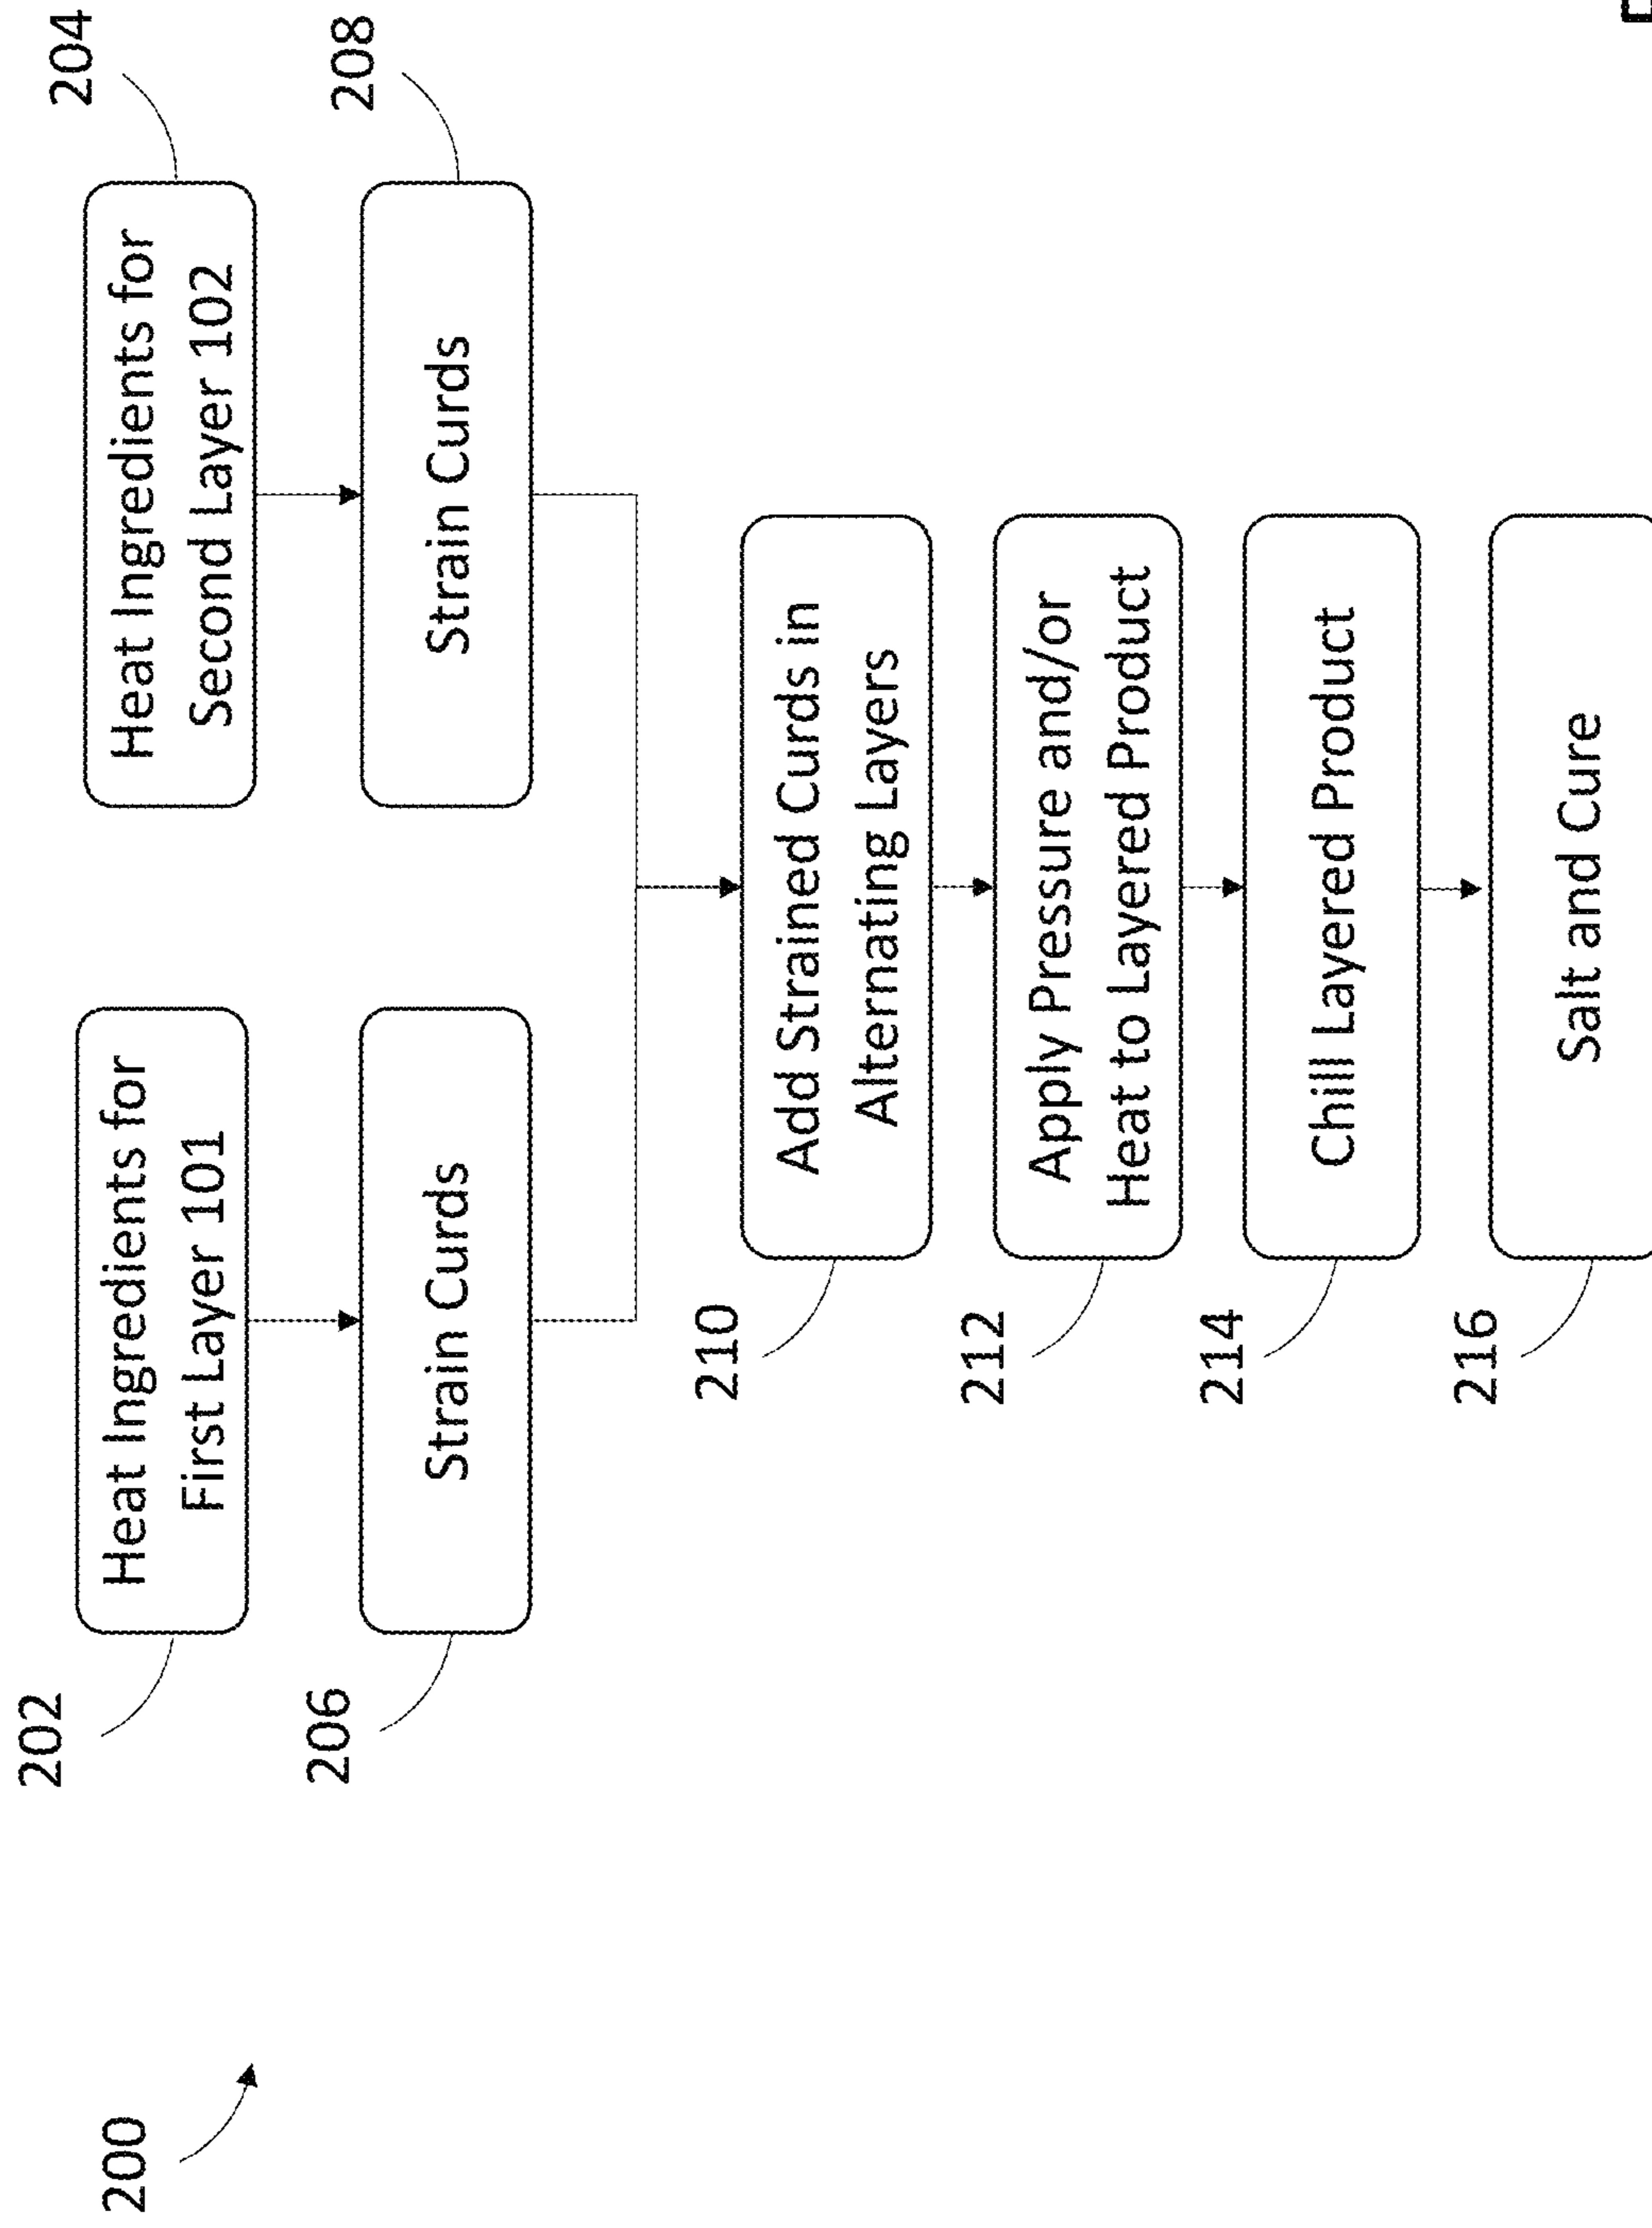 200
202
Heat Ingredients for
First Layer 101
204
Heat Ingredients for
Second Layer 102
206
Strain Curds
208
Strain Curds
210
Add Strained Curds in
Alternating Layers
212
Apply Pressure and/or
Heat to Layered Product
214
Chill Layered Product
216
Salt and Cure